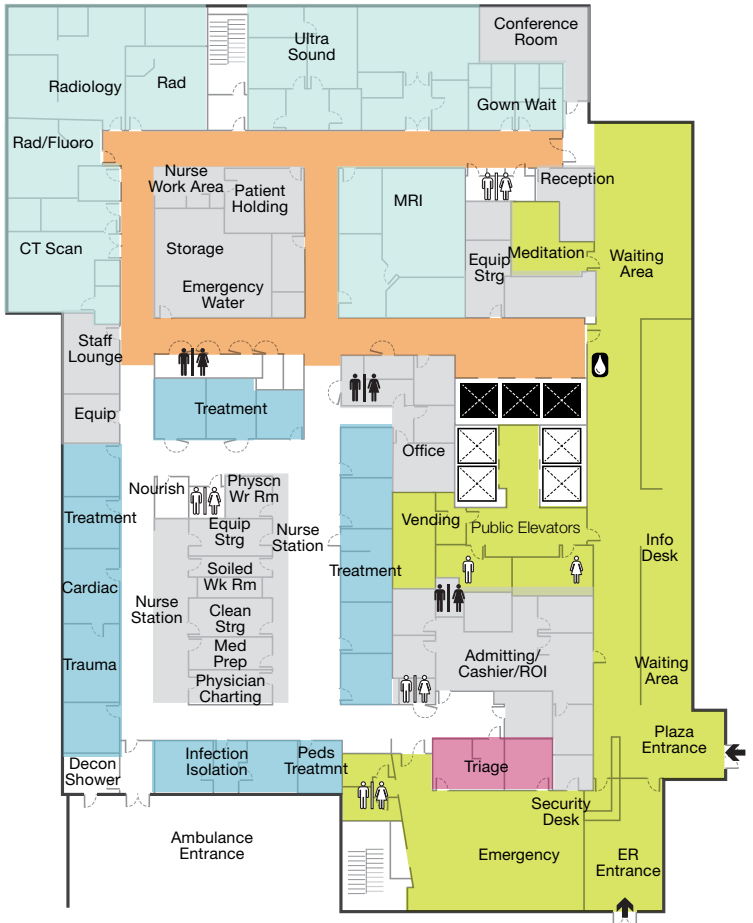 Conference
Room
Ultra
Sound
Radiology
Rad
Gown Wait
Rad/Fluoro
Nurse
Work Area
Patient
Holding
Reception
MRI
CT Scan
Storage
Equip
Strg
Meditation
Waiting
Area
Emergency
Water
Staff
Lounge
Equip
Treatment
Office
Nourish
Physcn
Wr Rm
Treatment
Equip
Strg
Nurse
Station
Vending
Public Elevators
Info
Desk
Soiled
Wk Rm
Treatment
Cardiac
Nurse
Station
Clean
Strg
Med
Prep
Trauma
Physician
Charting
Admitting/
Cashier/ROI
Waiting
Area
Plaza
Entrance
Decon
Shower
Infection
Isolation
Peds
Treatmnt
Triage
Security
Desk
Ambulance
Entrance
Emergency
ER
Entrance